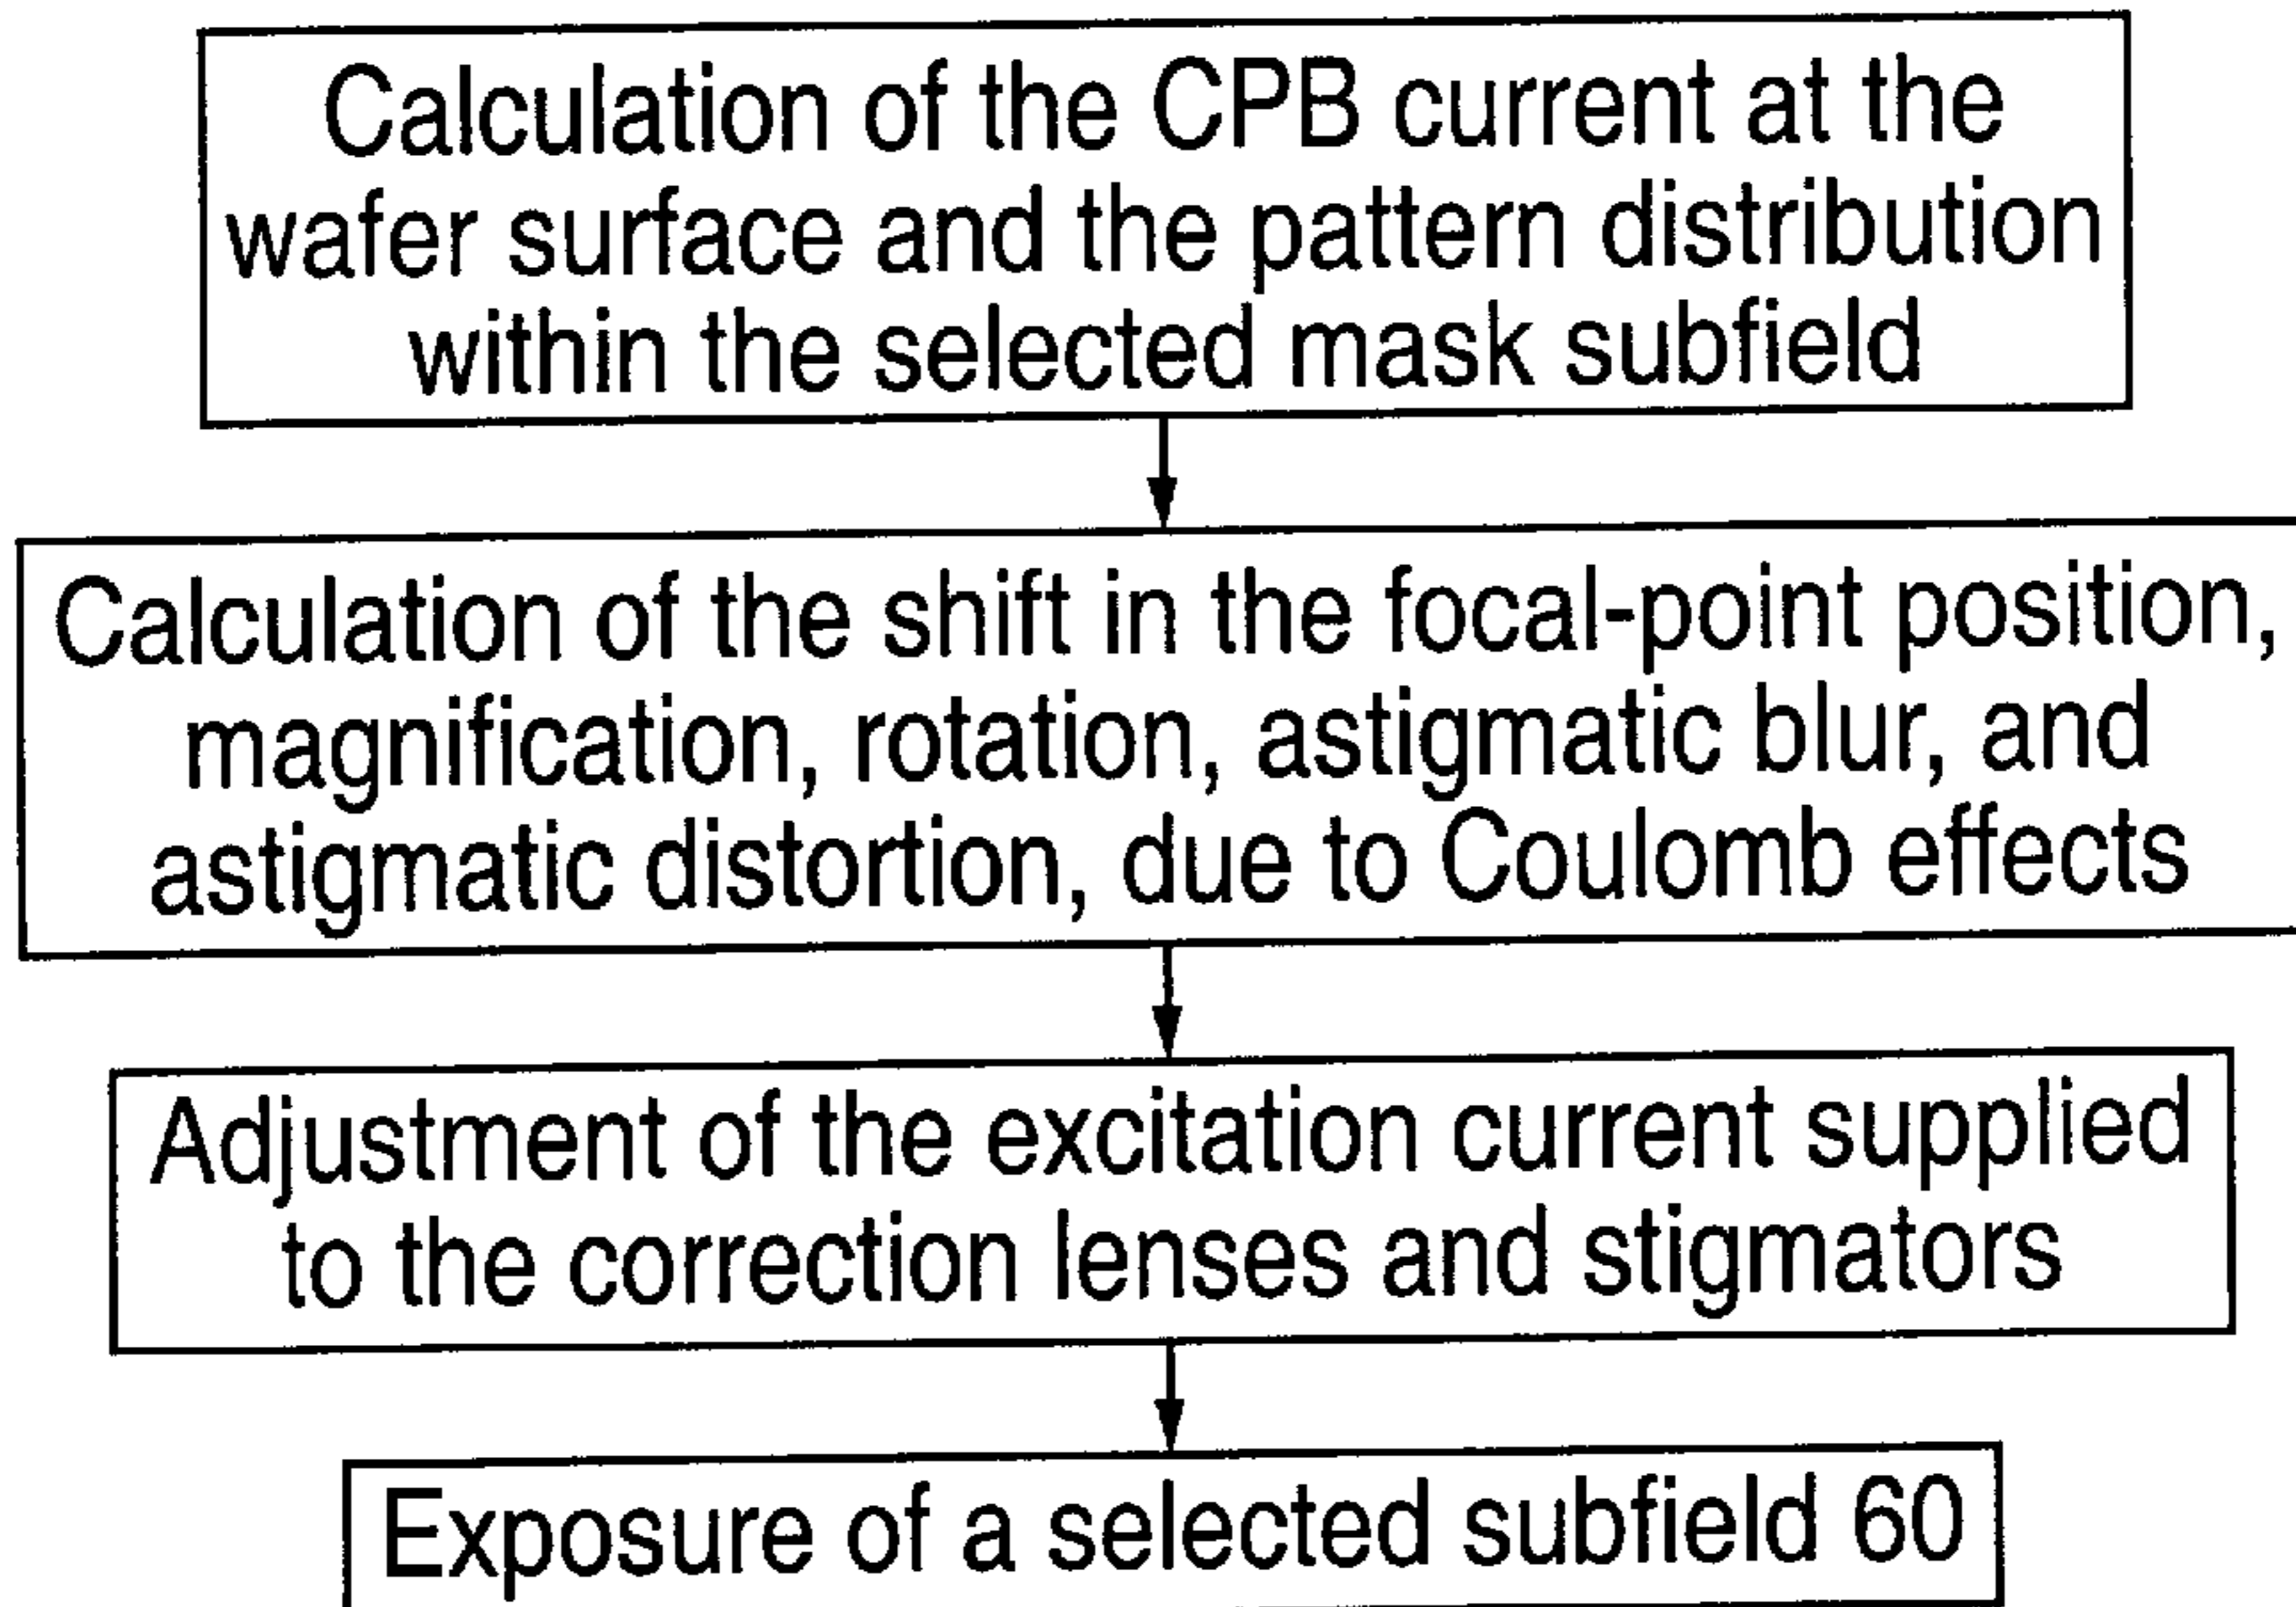 Calculation of the CPB current at the
wafer surface and the pattern distribution
within the selected mask subfield
Calculation of the shift in the focal-point position,
magnification, rotation, astigmatic blur, and
astigmatic distortion, due to Coulomb effects
Adjustment of the excitation current supplied
to the correction lenses and stigmators
Exposure of a selected subfield 60